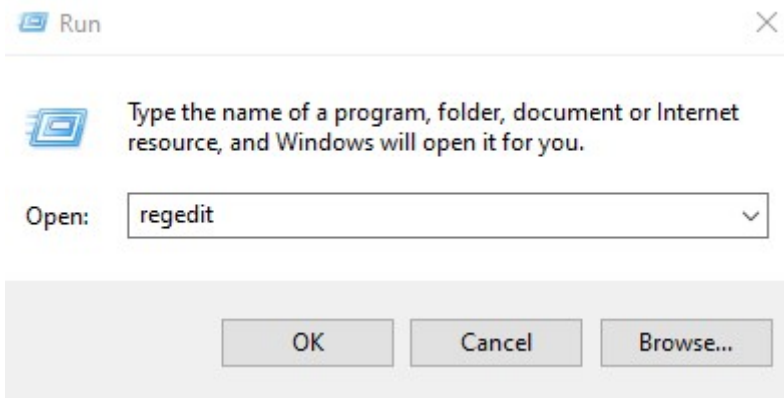 Run
Type the name of a program, folder, document or Internet
resource, and Windows will open it for you.
Open: regedit
OK Cancel Browse...